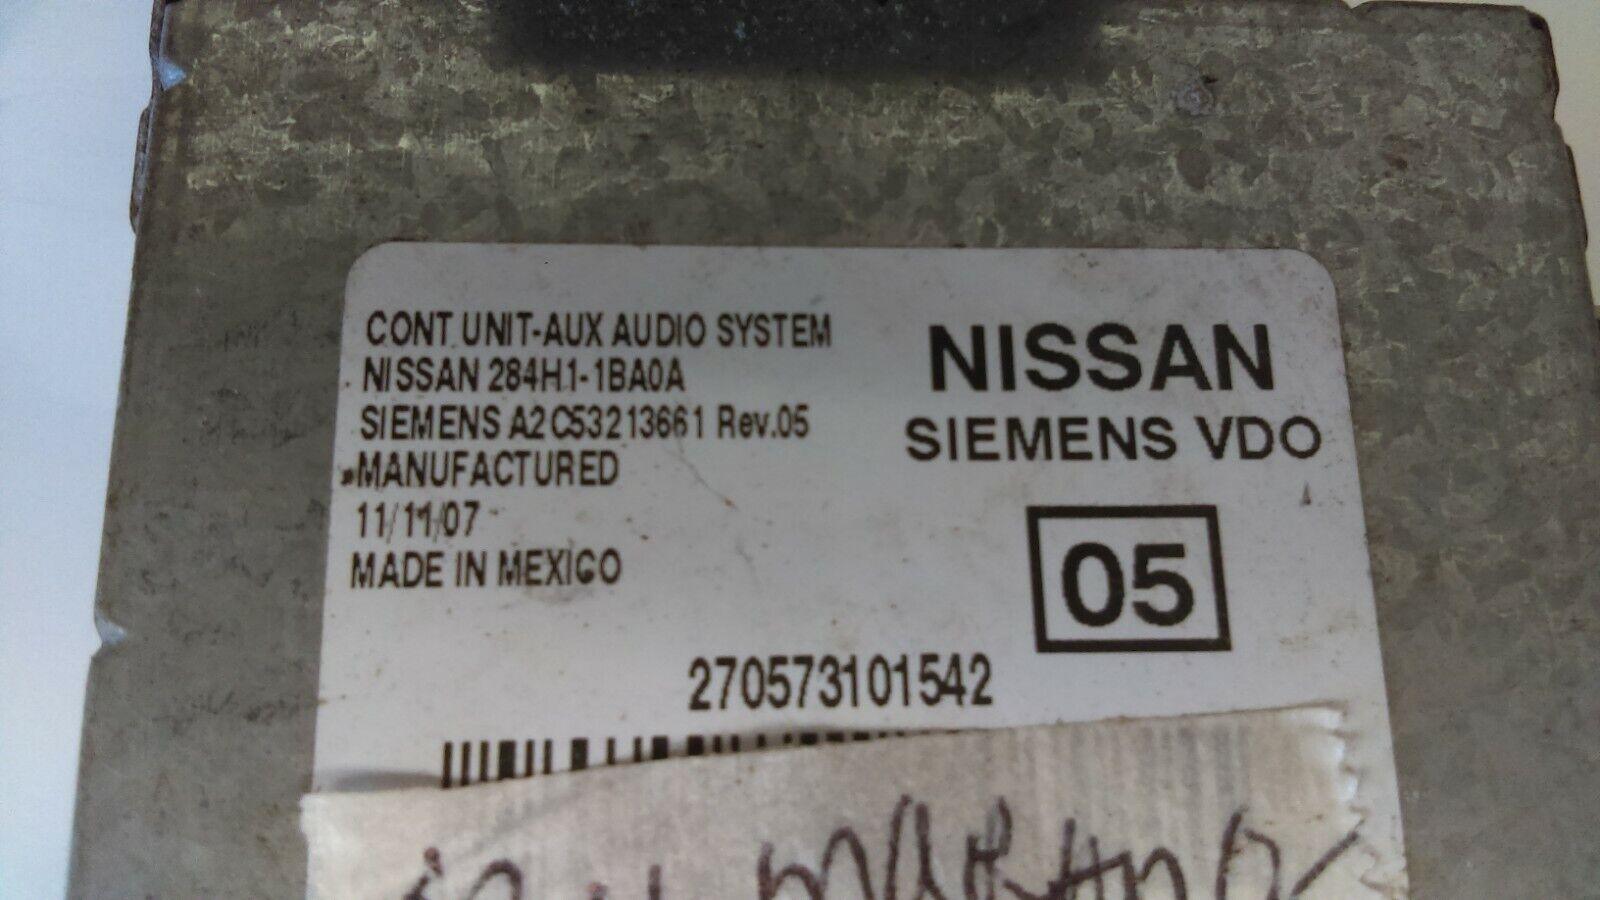 CONT UNIT-AUX AUDIO SYSTEM
NISSAN 284H1-1BA0A
SIEMENS A2C53213661 Rev.05
MANUFACTURED
11/11/07
MADE IN MEXICO
NISSAN
SIEMENS VDO
05
270573101542